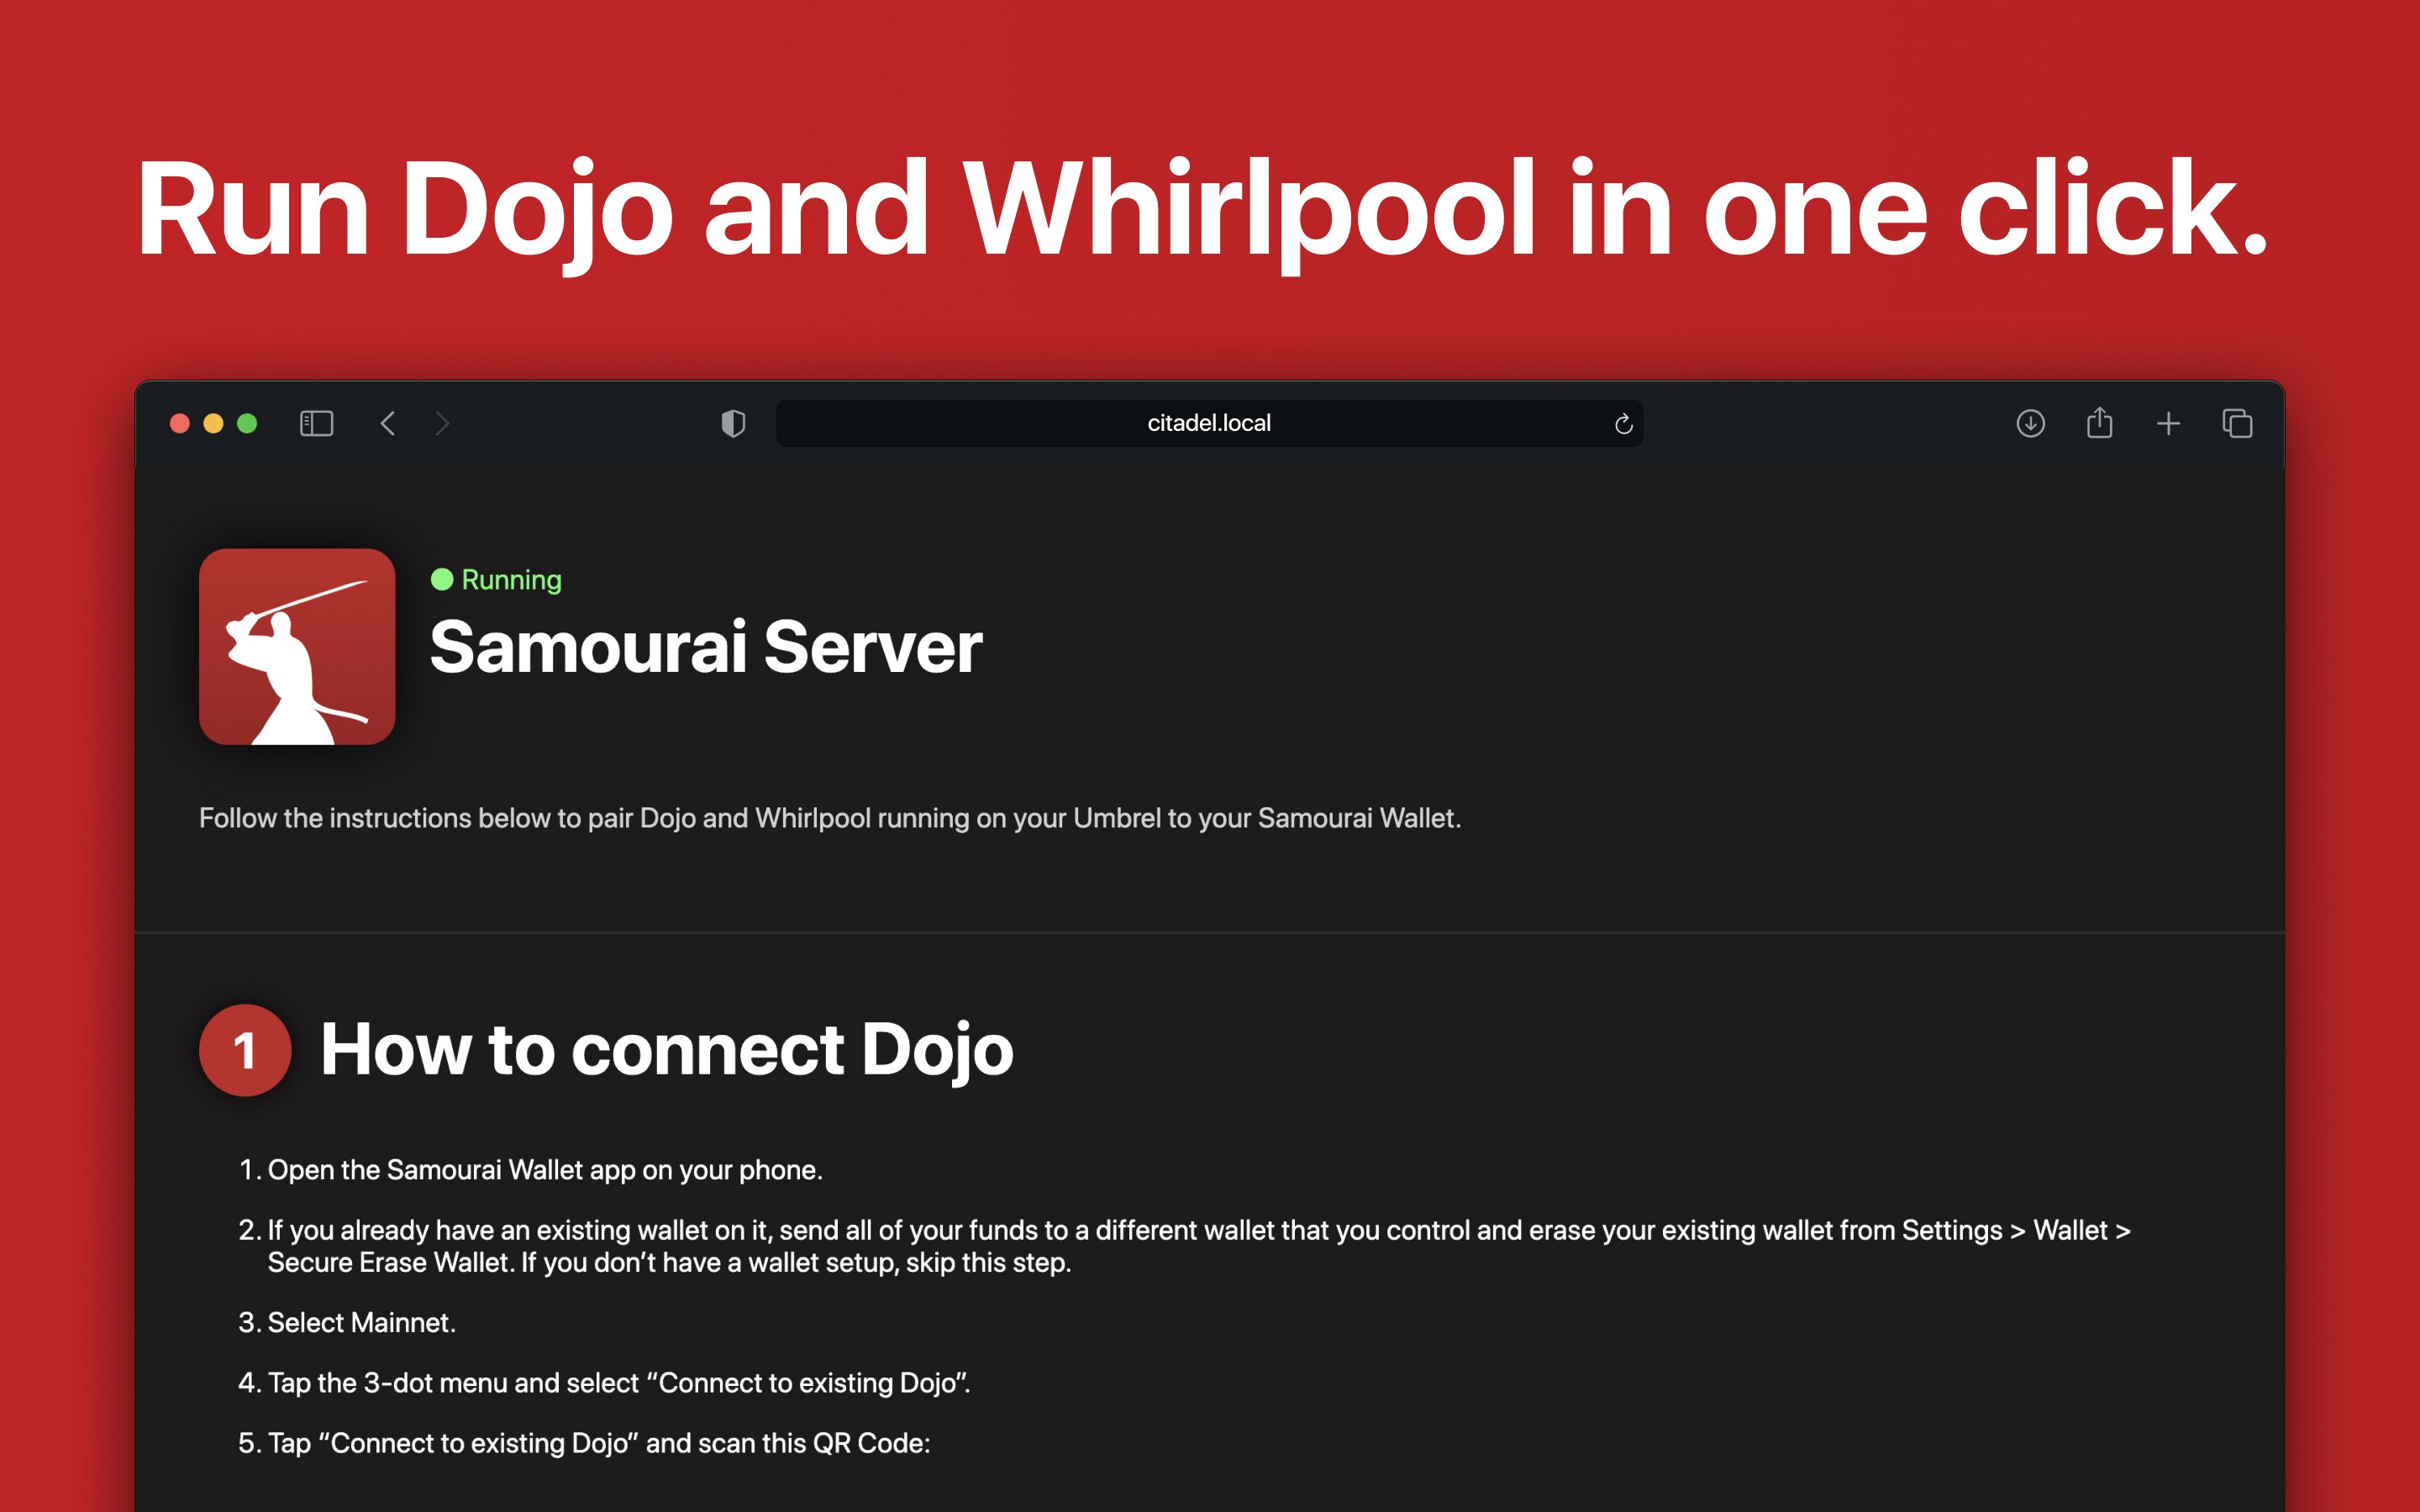 Run Dojo and Whirlpool in one click.
citadel.local
Running
Samourai Server
Follow the instructions below to pair Dojo and Whirlpool running on your Umbrel to your Samourai Wallet.
1 How to connect Dojo
1. Open the Samourai Wallet app on your phone.
2. If you already have an existing wallet on it, send all of your funds to a different wallet that you control and erase your existing wallet from Settings > Wallet >
Secure Erase Wallet. If you don’t have a wallet setup, skip this step.
3. Select Mainnet.
4. Tap the 3-dot menu and select “Connect to existing Dojo”.
5. Tap “Connect to existing Dojo” and scan this QR Code: